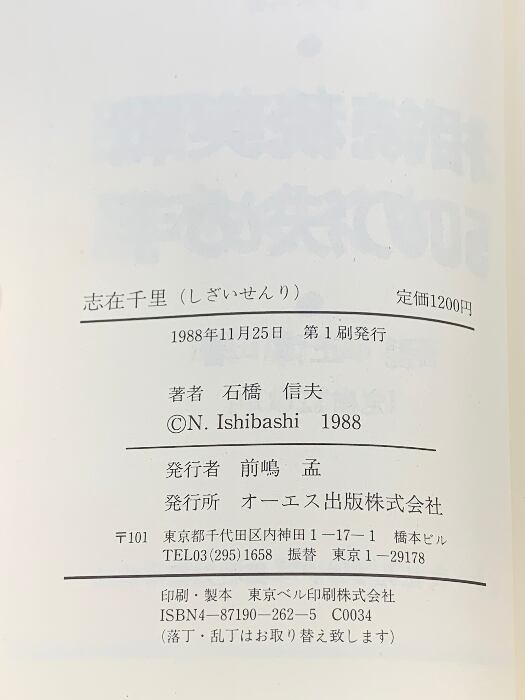 志在千里（しざいせんり） 定価1200円
1988年11月25日 第1刷発行
著者 石橋 信夫
©N. Ishibashi 1988
発行者 前嶋 孟
発行所 オーエス出版株式会社
〒101 東京都千代田区内神田1－17－1 橋本ビル
TEL03(295)1658 振替 東京1－29178
印刷・製本 東京ベル印刷株式会社
ISBN4－87190－262－5 C0034
（落丁・乱丁はお取り替え致します）